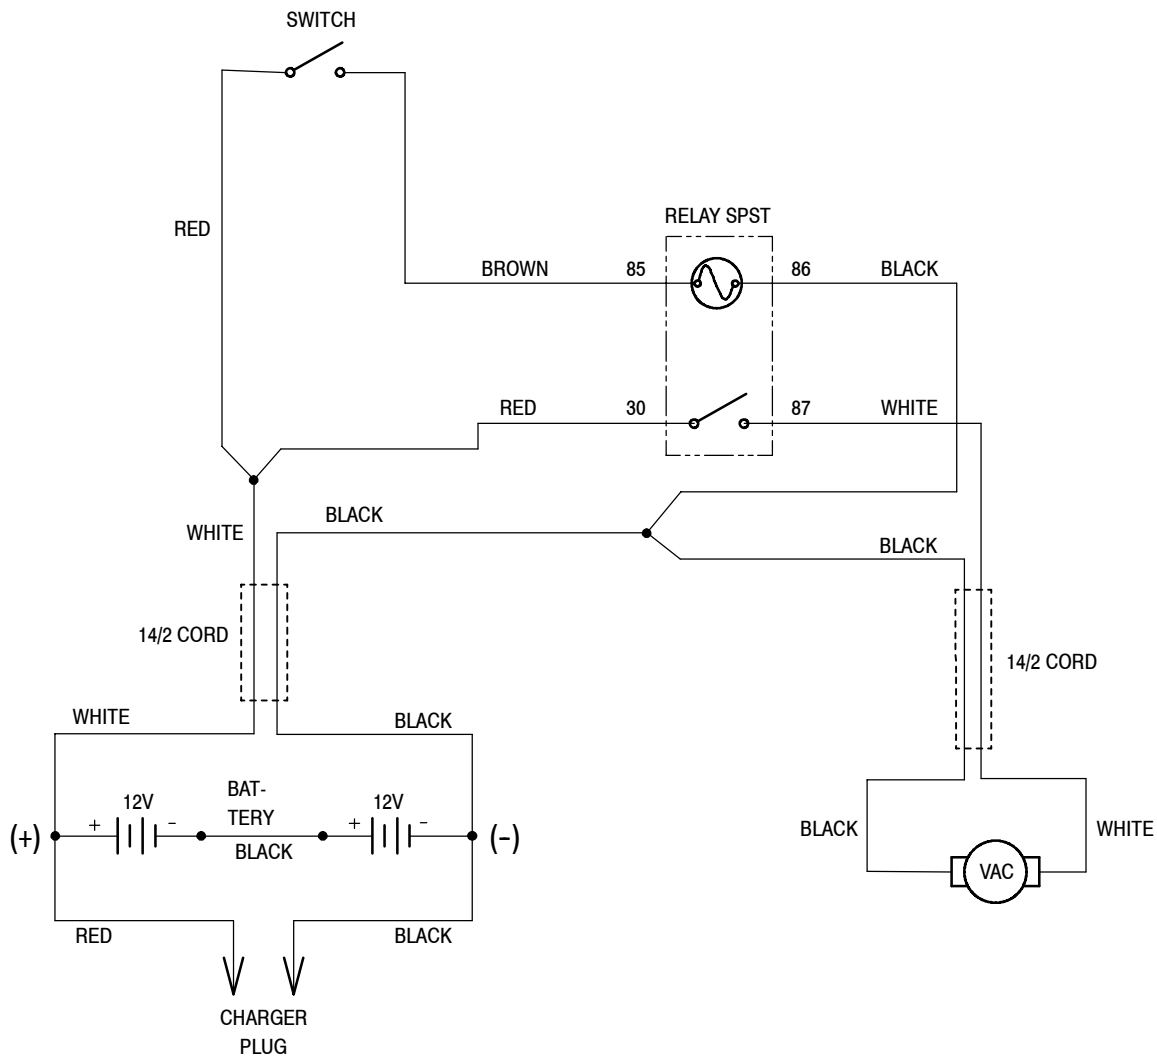 SWITCH
RED
RELAY SPST
BROWN
85
86
BLACK
RED
30
87
WHITE
WHITE
BLACK
BLACK
14/2 CORD
14/2 CORD
WHITE
BLACK
12V
BAT-
TERY
12V
(+)
+
-
BLACK
+
-
(-)
BLACK
WHITE
VAC
RED
BLACK
CHARGER
PLUG